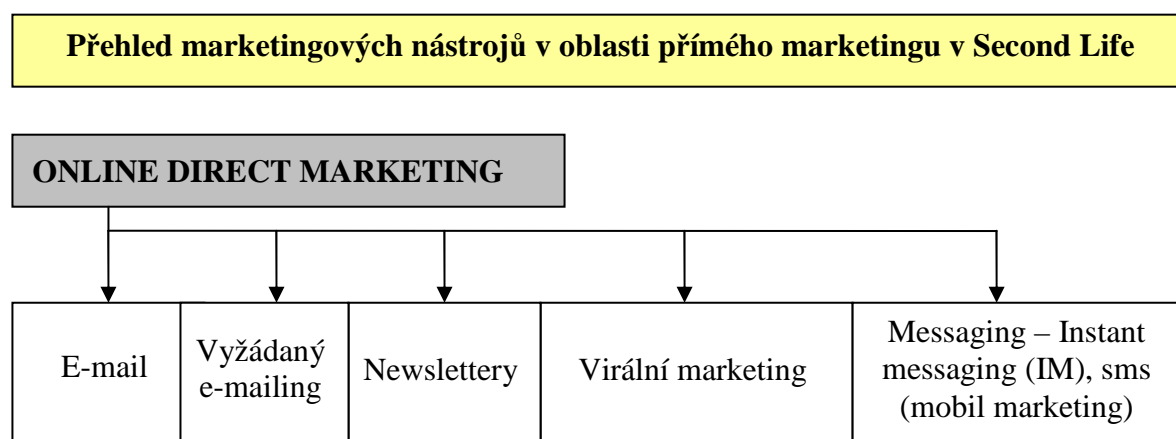 Přehled marketingových nástrojů v oblasti přímého marketingu v Second Life
ONLINE DIRECT MARKETING
E-mail
Vyžádaný
e-mailing
Newslettery
Virální marketing
Messaging – Instant
messaging (IM), sms
(mobil marketing)